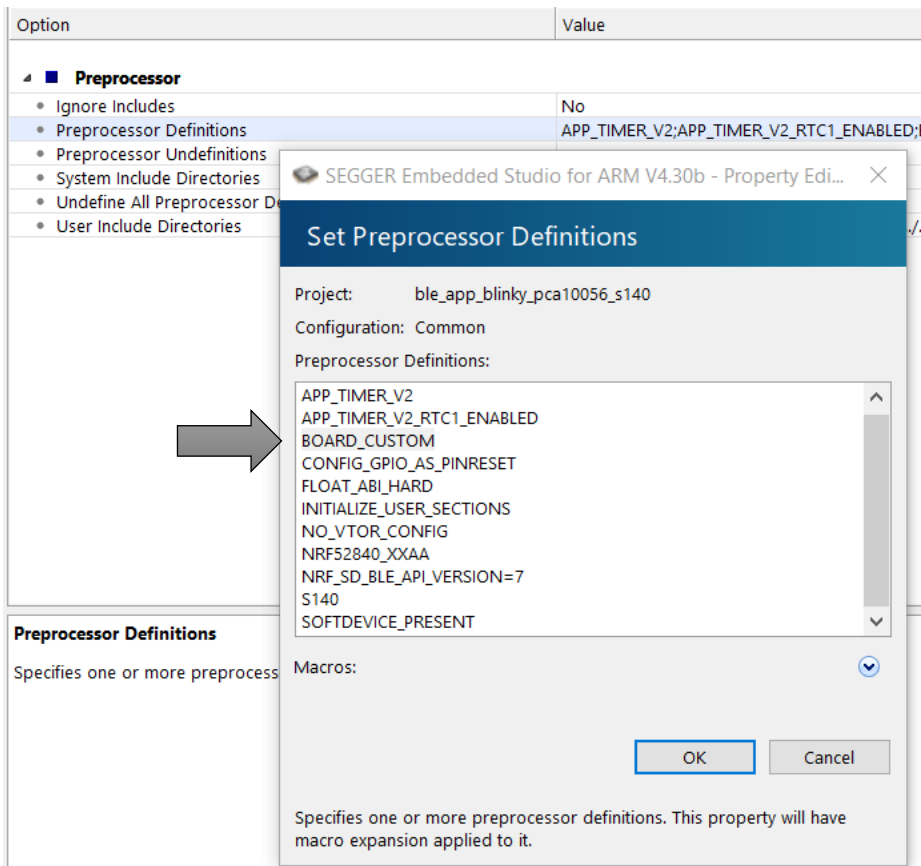 Option Value
Preprocessor
Ignore Includes No
Preprocessor Definitions APP_TIMER_V2;APP_TIMER_V2_RTC1_ENABLED;
Preprocessor Undefinitions
System Include Directories
Undefine All Preprocessor
User Include Directories
SEGGER Embedded Studio for ARM V4.30b - Property Edi...
Set Preprocessor Definitions
Project: ble_app_blinky_pca10056_s140
Configuration: Common
Preprocessor Definitions:
APP_TIMER_V2
APP_TIMER_V2_RTC1_ENABLED
BOARD_CUSTOM
CONFIG_GPIO_AS_PINRESET
FLOAT_ABI_HARD
INITIALIZE_USER_SECTIONS
NO_VTOR_CONFIG
NRF52840_XXAA
NRF_SD_BLE_API_VERSION=7
S140
SOFTDEVICE_PRESENT
Macros:
OK Cancel
Specifies one or more preprocessor definitions. This property will have
macro expansion applied to it.
Preprocessor Definitions
Specifies one or more preprocess